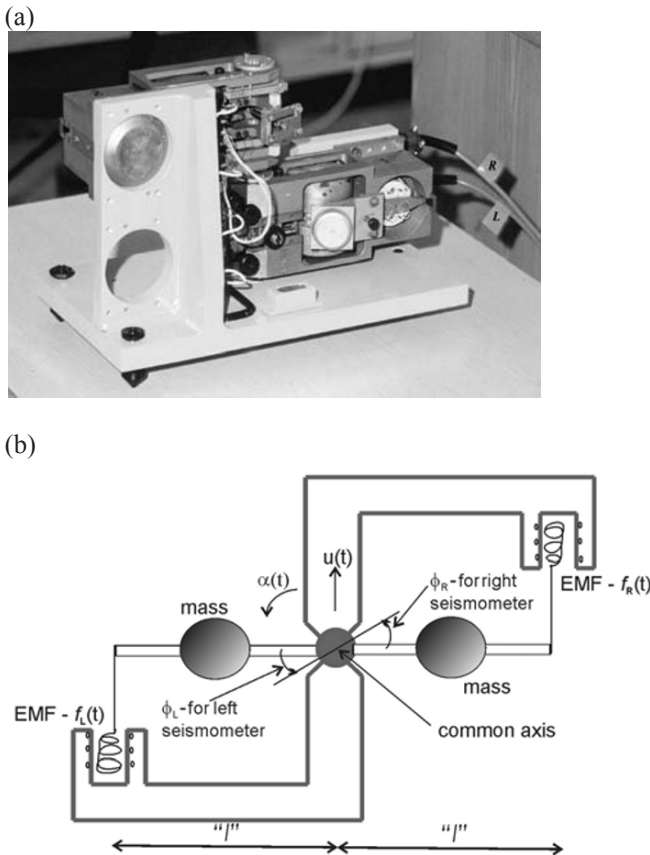 (a)
R
L
(b)
u(t)
α(t)
ϕR-for right
seismometer
EMF - fR(t)
mass
mass
ϕL-for left
seismometer
EMF - fL(t)
common axis
"l"
"l"